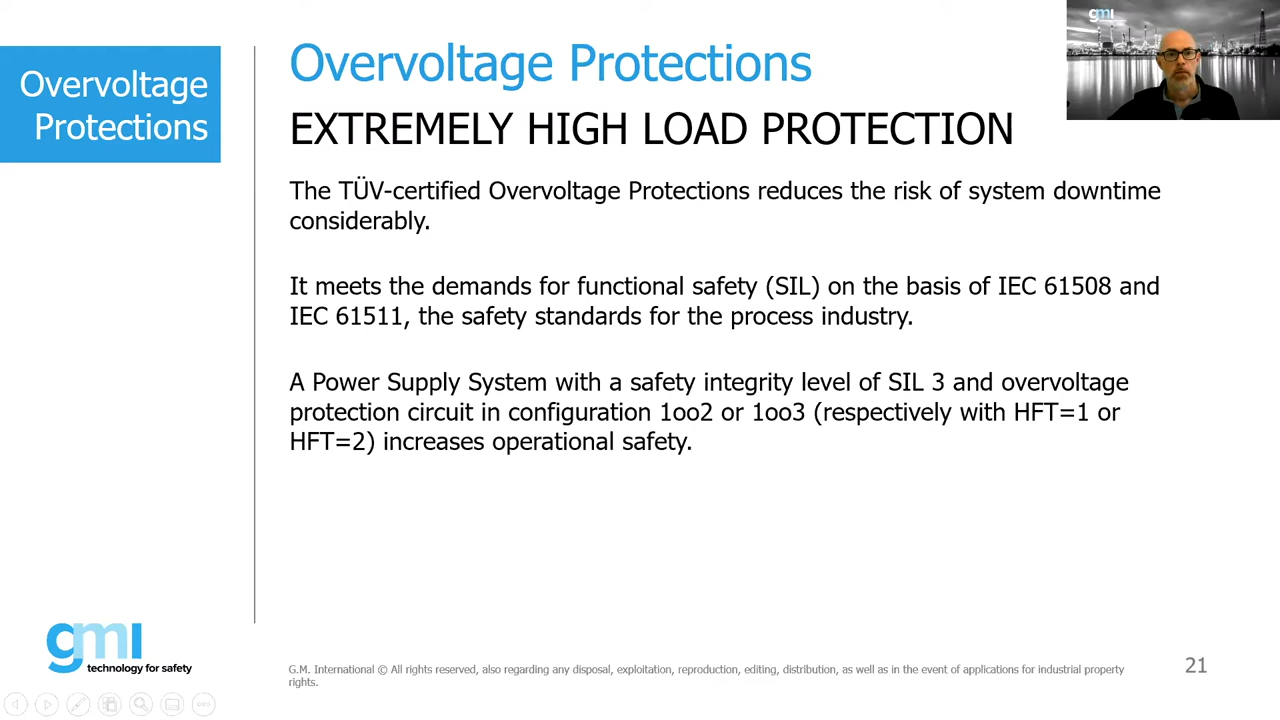 Overvoltage
Protections
Overvoltage Protections
EXTREMELY HIGH LOAD PROTECTION
The TÜV-certified Overvoltage Protections reduces the risk of system downtime
considerably.
It meets the demands for functional safety (SIL) on the basis of IEC 61508 and
IEC 61511, the safety standards for the process industry.
A Power Supply System with a safety integrity level of SIL 3 and overvoltage
protection circuit in configuration 1oo2 or 1oo3 (respectively with HFT=1 or
HFT=2) increases operational safety.
gmi
gmi
technology for safety
G.M. International © All rights reserved, also regarding any disposal, exploitation, reproduction, editing, distribution, as well as in the event of applications for industrial property
rights.
21